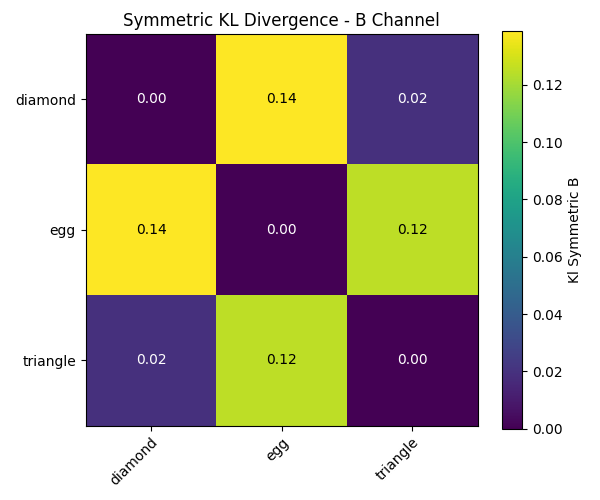 Symmetric KL Divergence - B Channel
diamond 0.00 0.14 0.02
egg 0.14 0.00 0.12
triangle 0.02 0.12 0.00
diamond egg triangle
0.12
0.10
0.08
0.06
0.04
0.02
0.00
Kl Symmetric B